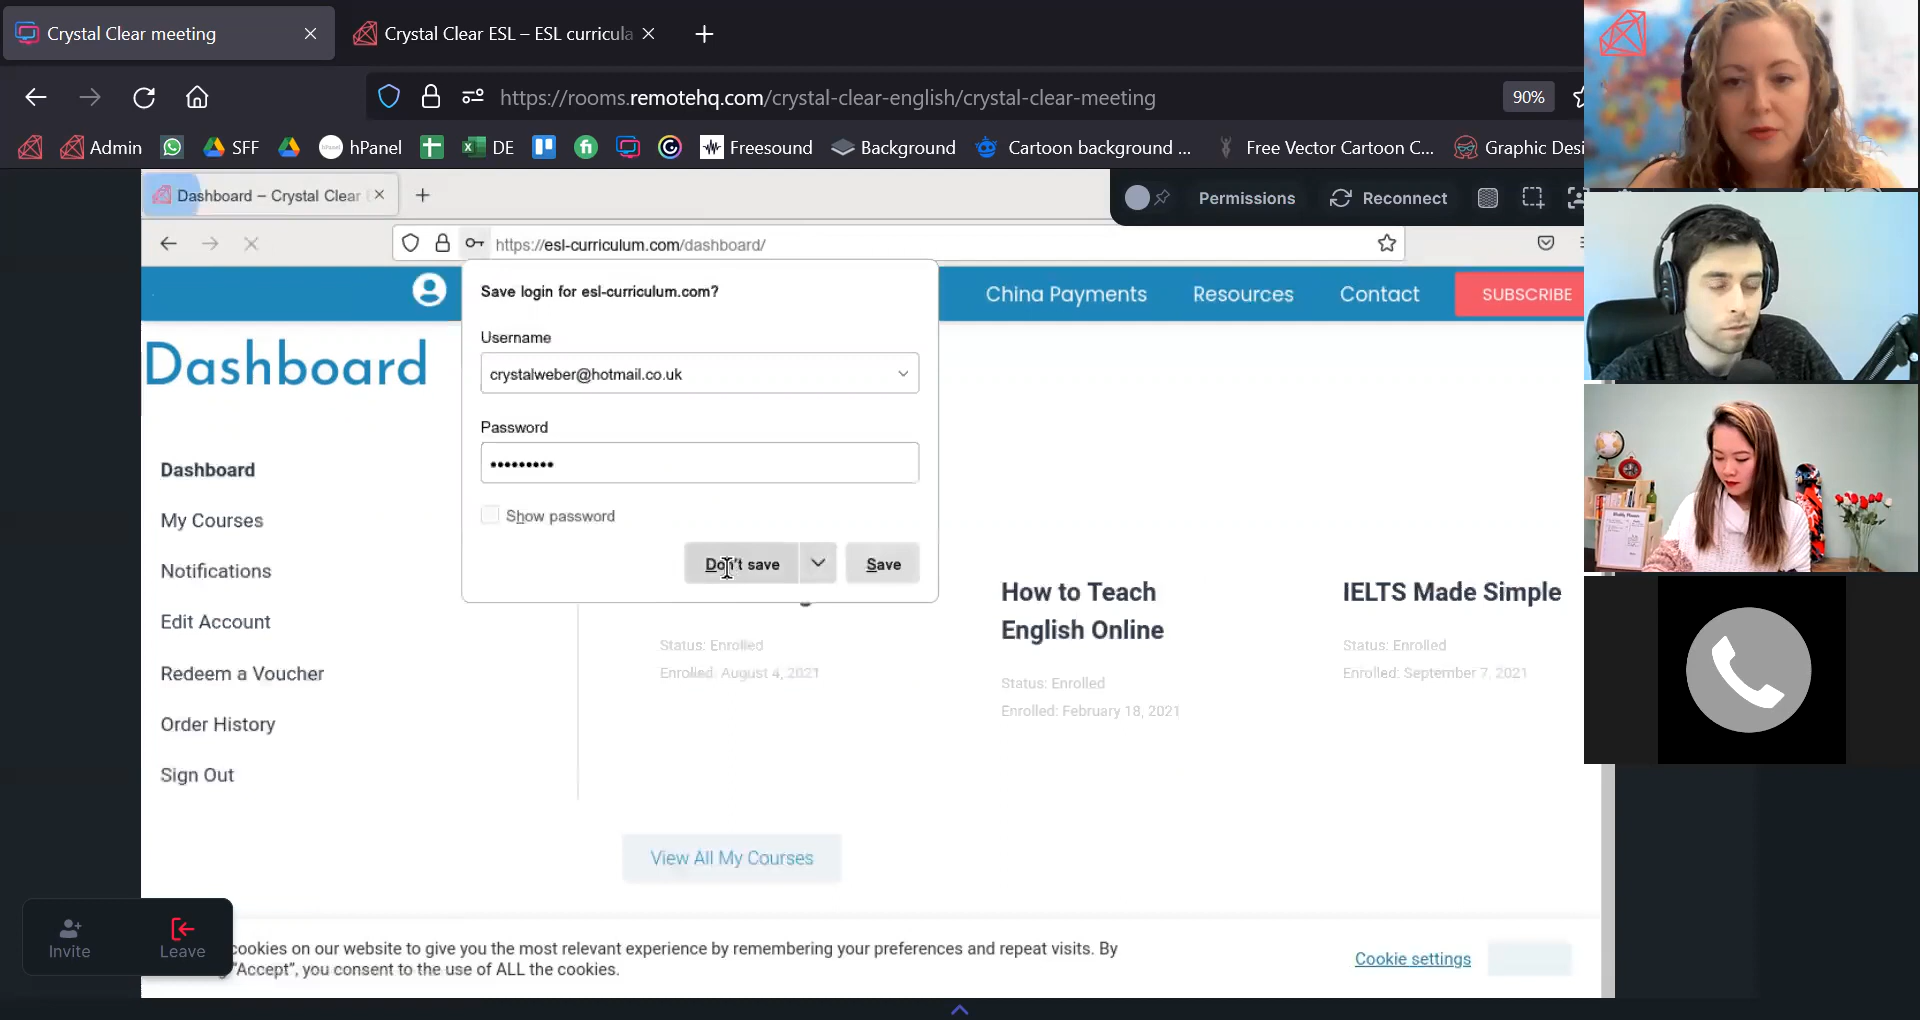 Crystal Clear meeting
Crystal Clear ESL – ESL curricula
https://rooms.remotehq.com/crystal-clear-english/crystal-clear-meeting
90%
Admin
SFF
hPanel
DE
Freesound
Background
Cartoon background ...
Free Vector Cartoon C...
Graphic Desi
Dashboard – Crystal Clear
Permissions
Reconnect
https://esl-curriculum.com/dashboard/
China Payments
Resources
Contact
SUBSCRIBE
Save login for esl-curriculum.com?
Username
crystalweber@hotmail.co.uk
Password
•••••••••
Show password
Don't save
Save
Dashboard
Dashboard
My Courses
Notifications
Edit Account
Redeem a Voucher
Order History
Sign Out
Status: Enrolled
Enrolled: August 4, 2021
How to Teach
English Online
Status: Enrolled
Enrolled: February 18, 2021
IELTS Made Simple
Status: Enrolled
Enrolled: September 7, 2021
View All My Courses
Invite
Leave
cookies on our website to give you the most relevant experience by remembering your preferences and repeat visits. By
"Accept", you consent to the use of ALL the cookies.
Cookie settings